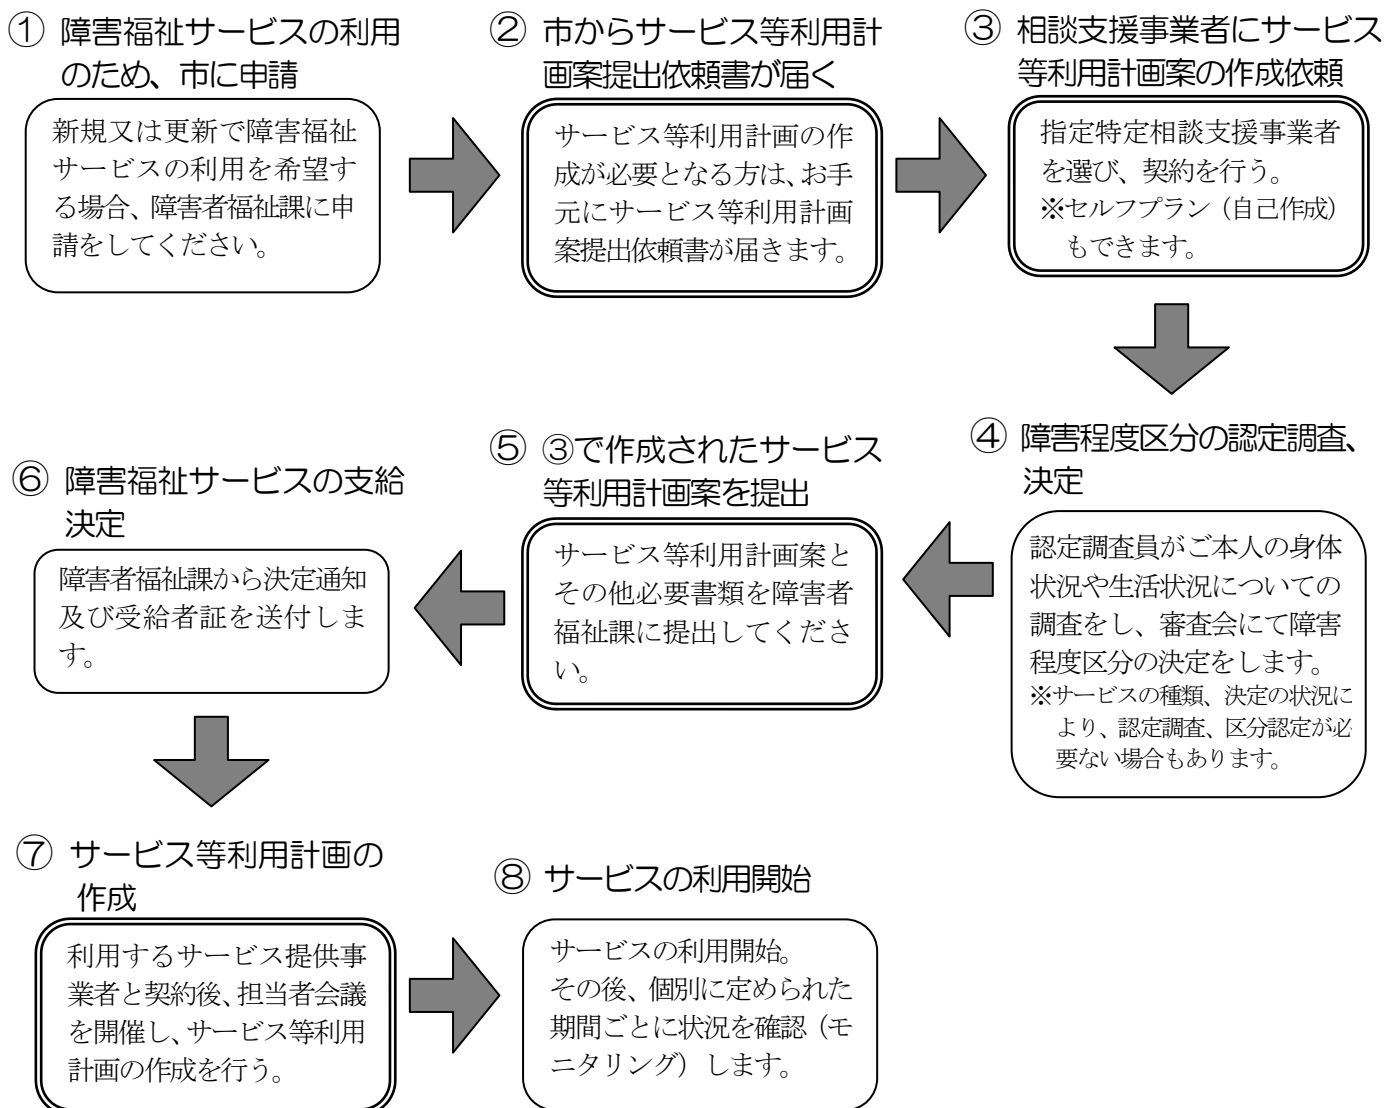 ① 障害福祉サービスの利用
のため、市に申請
新規又は更新で障害福祉
サービスの利用を希望す
る場合、障害者福祉課に申
請をしてください。
② 市からサービス等利用計
画案提出依頼書が届く
サービス等利用計画の作
成が必要となる方は、お手
元にサービス等利用計画
案提出依頼書が届きます。
③ 相談支援事業者にサービス
等利用計画案の作成依頼
指定特定相談支援事業者
を選び、契約を行う。
※セルフプラン（自己作成）
もできます。
④ 障害程度区分の認定調査、
決定
認定調査員がご本人の身体
状況や生活状況についての
調査をし、審査会にて障害
程度区分の決定をします。
※サービスの種類、決定の状況に
より、認定調査、区分認定が必
要ない場合もあります。
⑤ ③で作成されたサービス
等利用計画案を提出
サービス等利用計画案と
その他必要書類を障害者
福祉課に提出してくださ
い。
⑥ 障害福祉サービスの支給
決定
障害者福祉課から決定通知
及び受給者証を送付しま
す。
⑦ サービス等利用計画の
作成
利用するサービス提供事
業者と契約後、担当者会議
を開催し、サービス等利用
計画の作成を行う。
⑧ サービスの利用開始
サービスの利用開始。
その後、個別に定められた
期間ごとに状況を確認（モ
ニタリング）します。